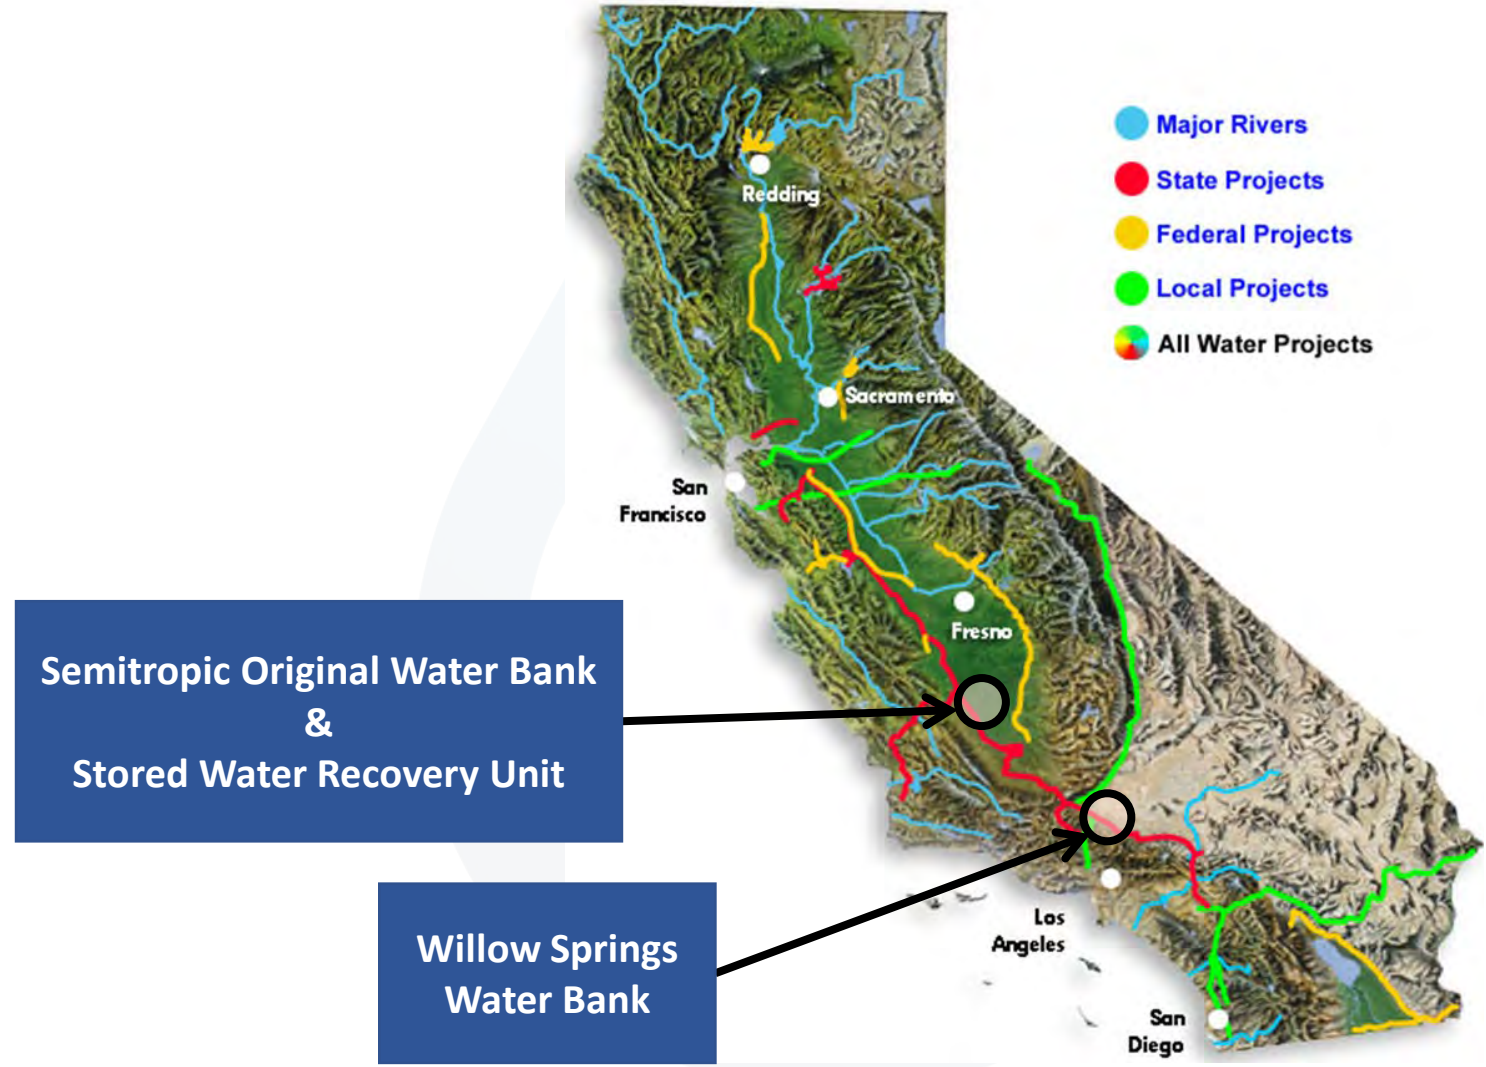 Major Rivers
State Projects
Federal Projects
Local Projects
All Water Projects
Redding
Sacramento
San
Francisco
Fresno
Semitropic Original Water Bank
&
Stored Water Recovery Unit
Willow Springs
Water Bank
Los
Angeles
San
Diego